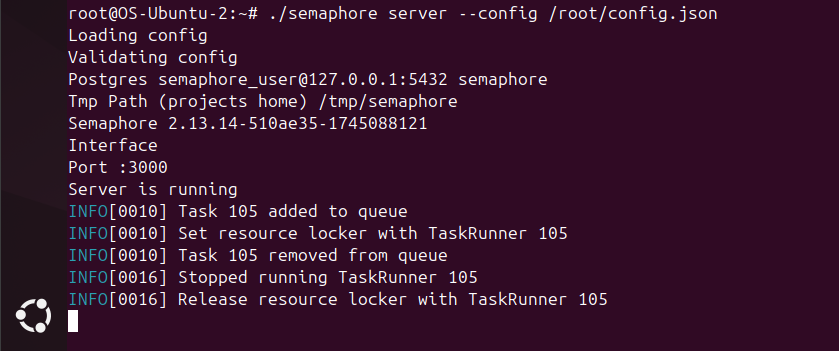 root@OS-Ubuntu-2:~# ./semaphore server --config /root/config.json
Loading config
Validating config
Postgres semaphore_user@127.0.0.1:5432 semaphore
Tmp Path (projects home) /tmp/semaphore
Semaphore 2.13.14-510ae35-1745088121
Interface
Port :3000
Server is running
INFO[0010] Task 105 added to queue
INFO[0010] Set resource locker with TaskRunner 105
INFO[0010] Task 105 removed from queue
INFO[0016] Stopped running TaskRunner 105
INFO[0016] Release resource locker with TaskRunner 105